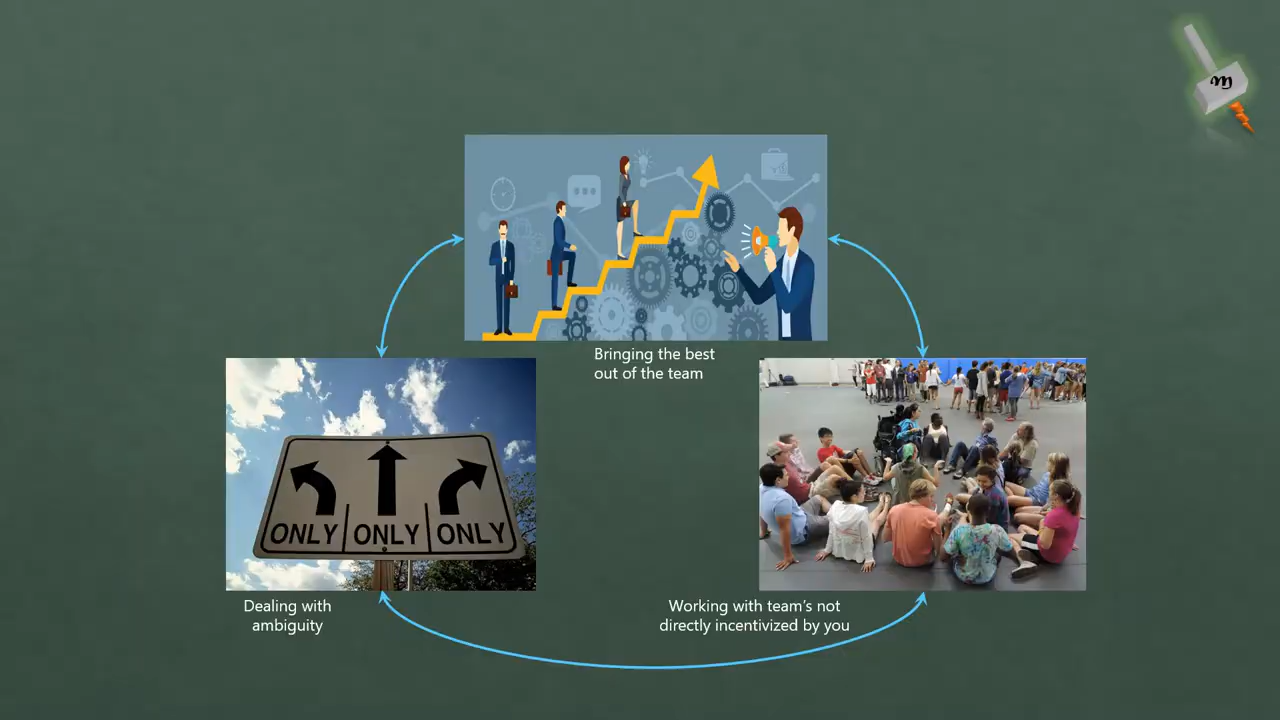 m
Bringing the best
out of the team
ONLY ONLY ONLY
Dealing with
ambiguity
Working with team's not
directly incentivized by you